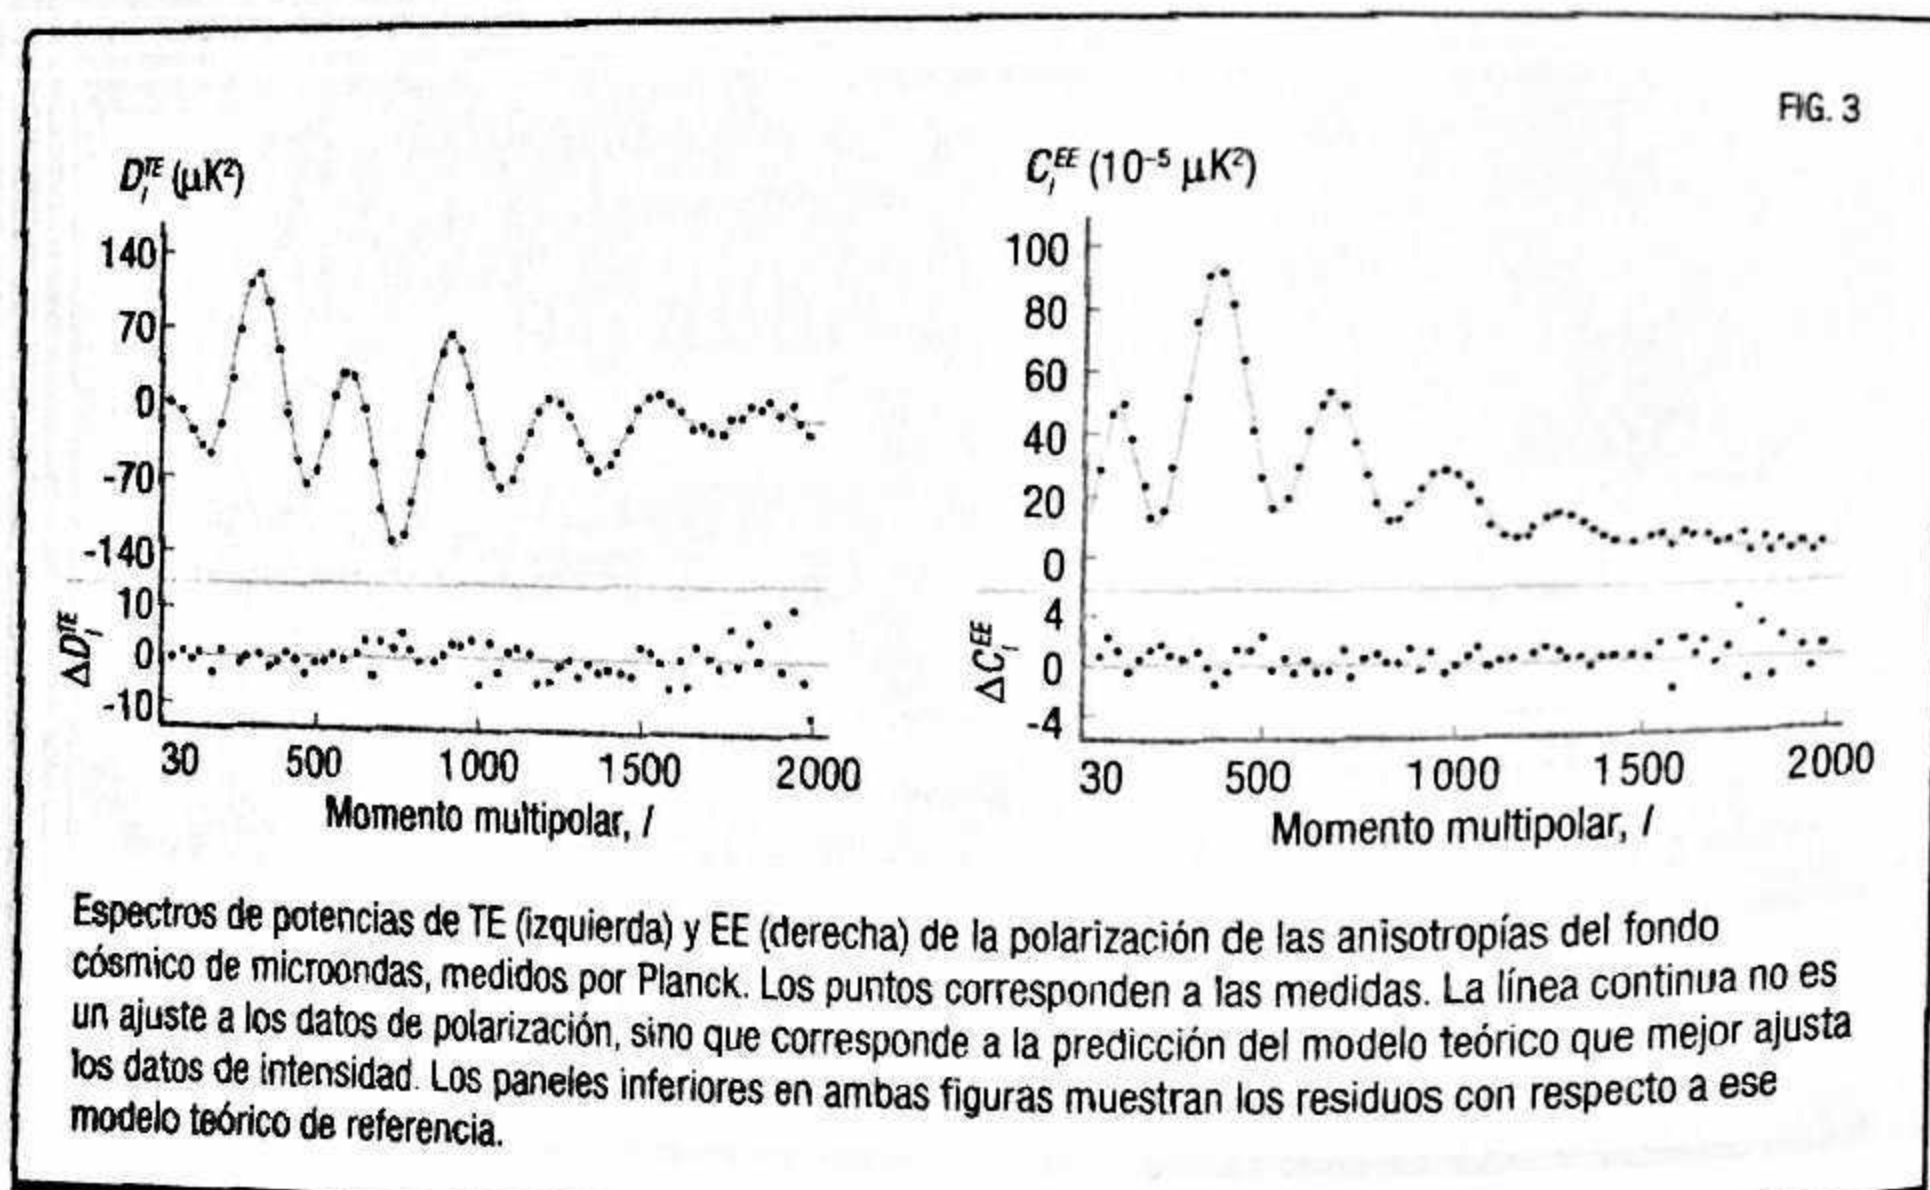 FIG. 3
D_l^TE (μK²)
140
70
0
-70
-140
ΔD_l^TE
10
0
-10
30 500 1000 1500 2000
Momento multipolar, l
C_l^EE (10⁻⁵ μK²)
100
80
60
40
20
0
ΔC_l^EE
4
0
-4
30 500 1000 1500 2000
Momento multipolar, l
Espectros de potencias de TE (izquierda) y EE (derecha) de la polarización de las anisotropías del fondo
cósmico de microondas, medidos por Planck. Los puntos corresponden a las medidas. La línea continua no es
un ajuste a los datos de polarización, sino que corresponde a la predicción del modelo teórico que mejor ajusta
los datos de intensidad. Los paneles inferiores en ambas figuras muestran los residuos con respecto a ese
modelo teórico de referencia.